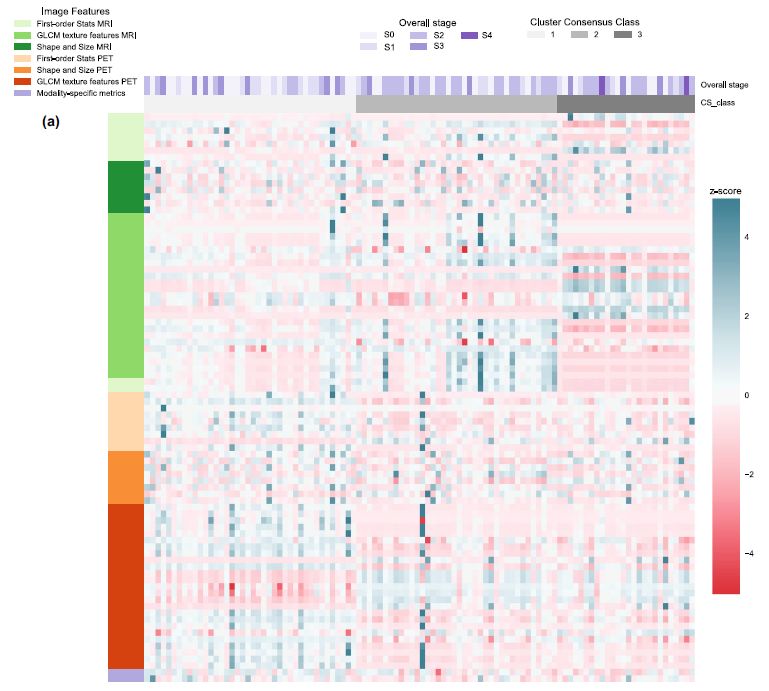 Image Features
First-order Stats MRI
GLCM texture features MRI
Shape and Size MRI
First-order Stats PET
Shape and Size PET
GLCM texture features PET
Modality-specific metrics
Overall stage
S0 S2 S4
S1 S3
Cluster Consensus Class
1 2 3
Overall stage
CS_class
(a)
z-score
4
2
0
−2
−4